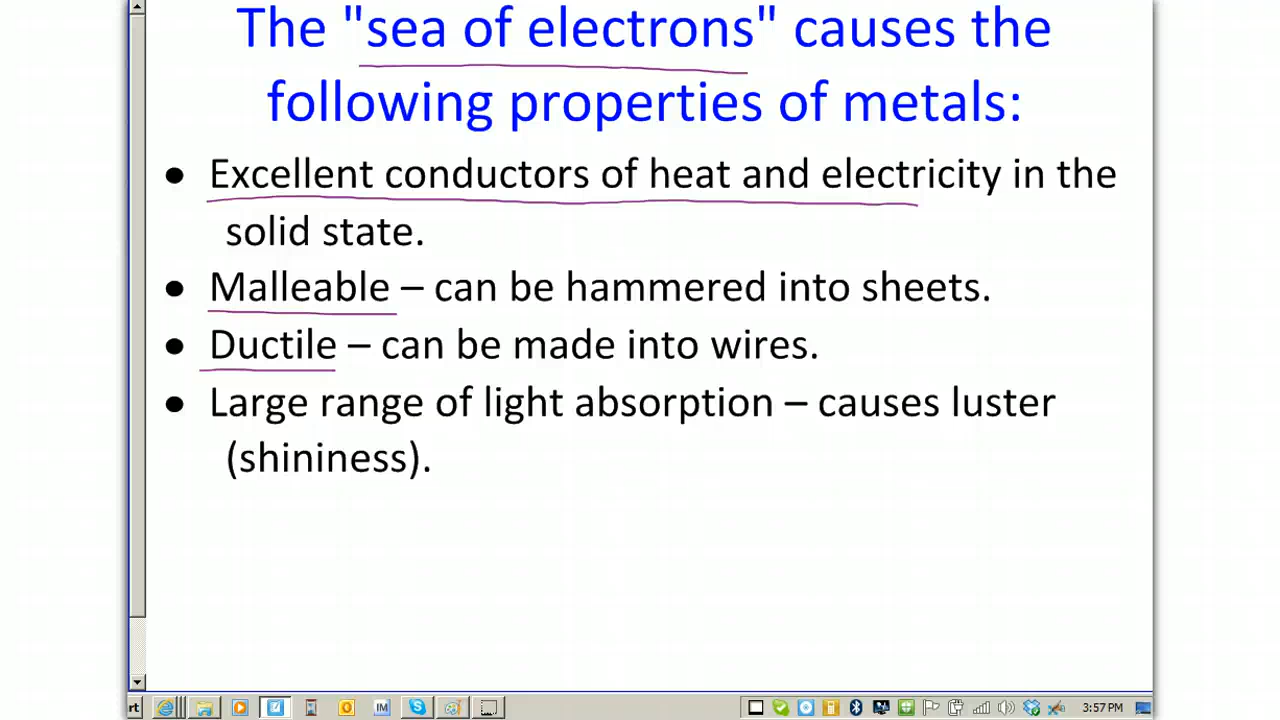 The "sea of electrons" causes the
following properties of metals:
● Excellent conductors of heat and electricity in the
solid state.
● Malleable – can be hammered into sheets.
● Ductile – can be made into wires.
● Large range of light absorption – causes luster
(shininess).
rt IM 3:57 PM